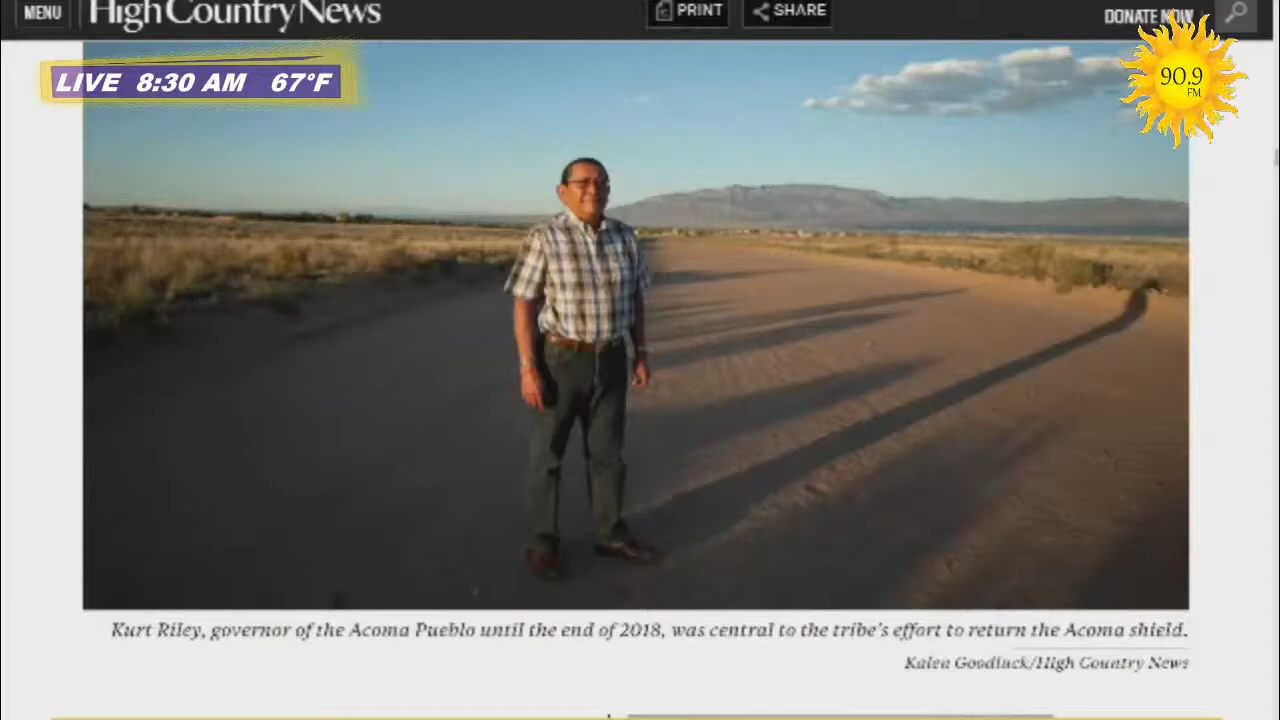 MENU
High Country News
PRINT
SHARE
DONATE NOW
LIVE 8:30 AM 67°F
90.9
FM
Kurt Riley, governor of the Acoma Pueblo until the end of 2018, was central to the tribe's effort to return the Acoma shield.
Kalen Goodluck/High Country News